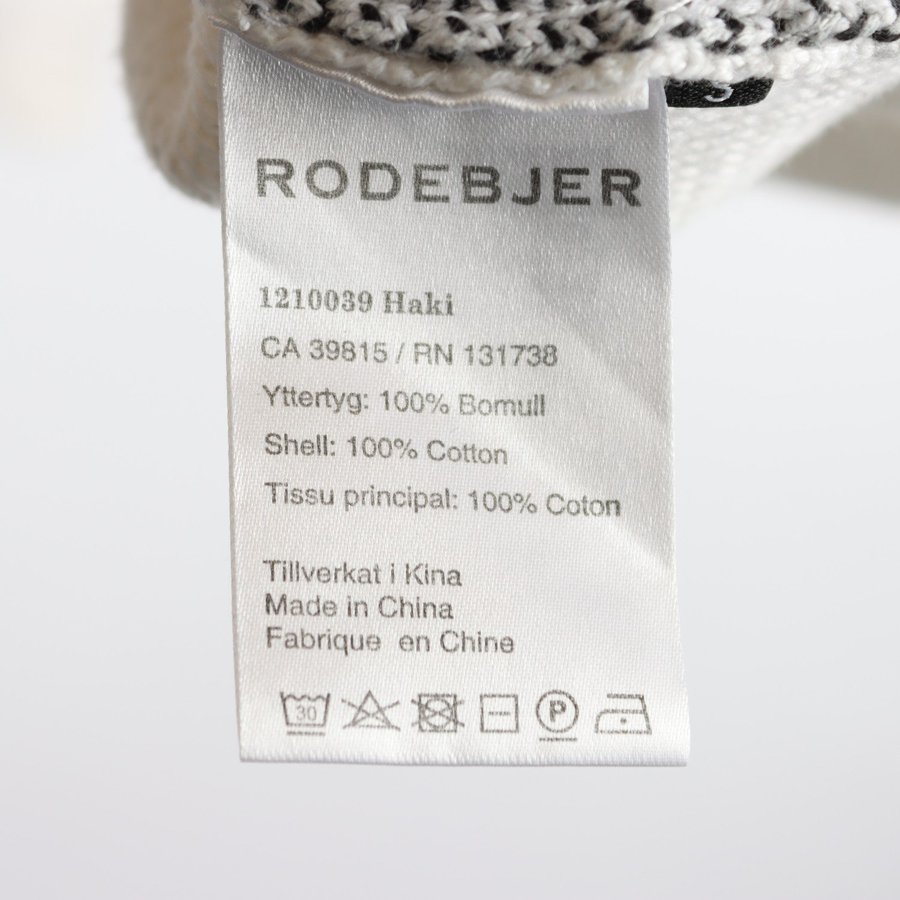 RODEBJER
1210039 Haki
CA 39815 / RN 131738
Yttertyg: 100% Bomull
Shell: 100% Cotton
Tissu principal: 100% Coton
Tillverkat i Kina
Made in China
Fabrique en Chine
30
P